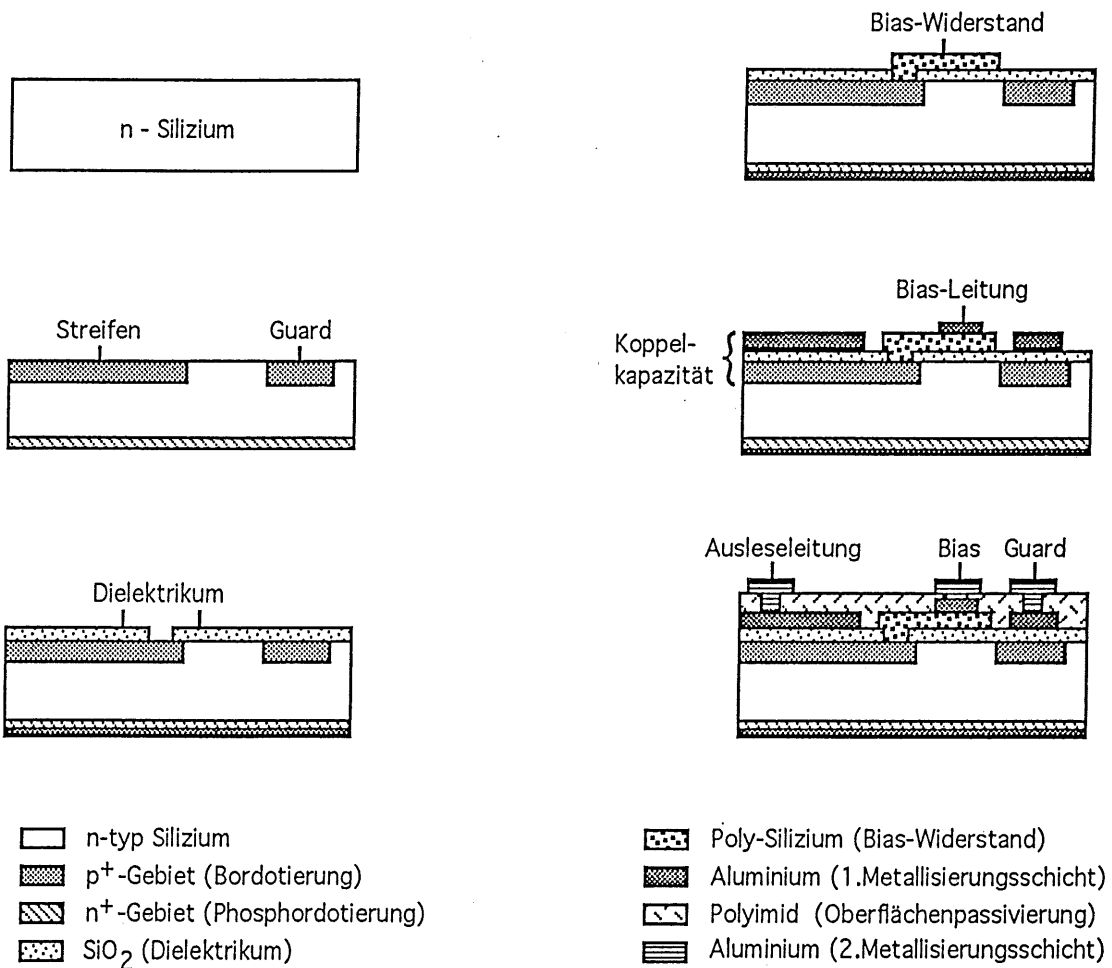 n - Silizium
Streifen
Guard
Dielektrikum
Bias-Widerstand
Bias-Leitung
Koppel-
kapazität
Ausleseleitung
Bias
Guard
n-typ Silizium
p+-Gebiet (Bordotierung)
n+-Gebiet (Phosphordotierung)
SiO2 (Dielektrikum)
Poly-Silizium (Bias-Widerstand)
Aluminium (1.Metallisierungsschicht)
Polyimid (Oberflächenpassivierung)
Aluminium (2.Metallisierungsschicht)